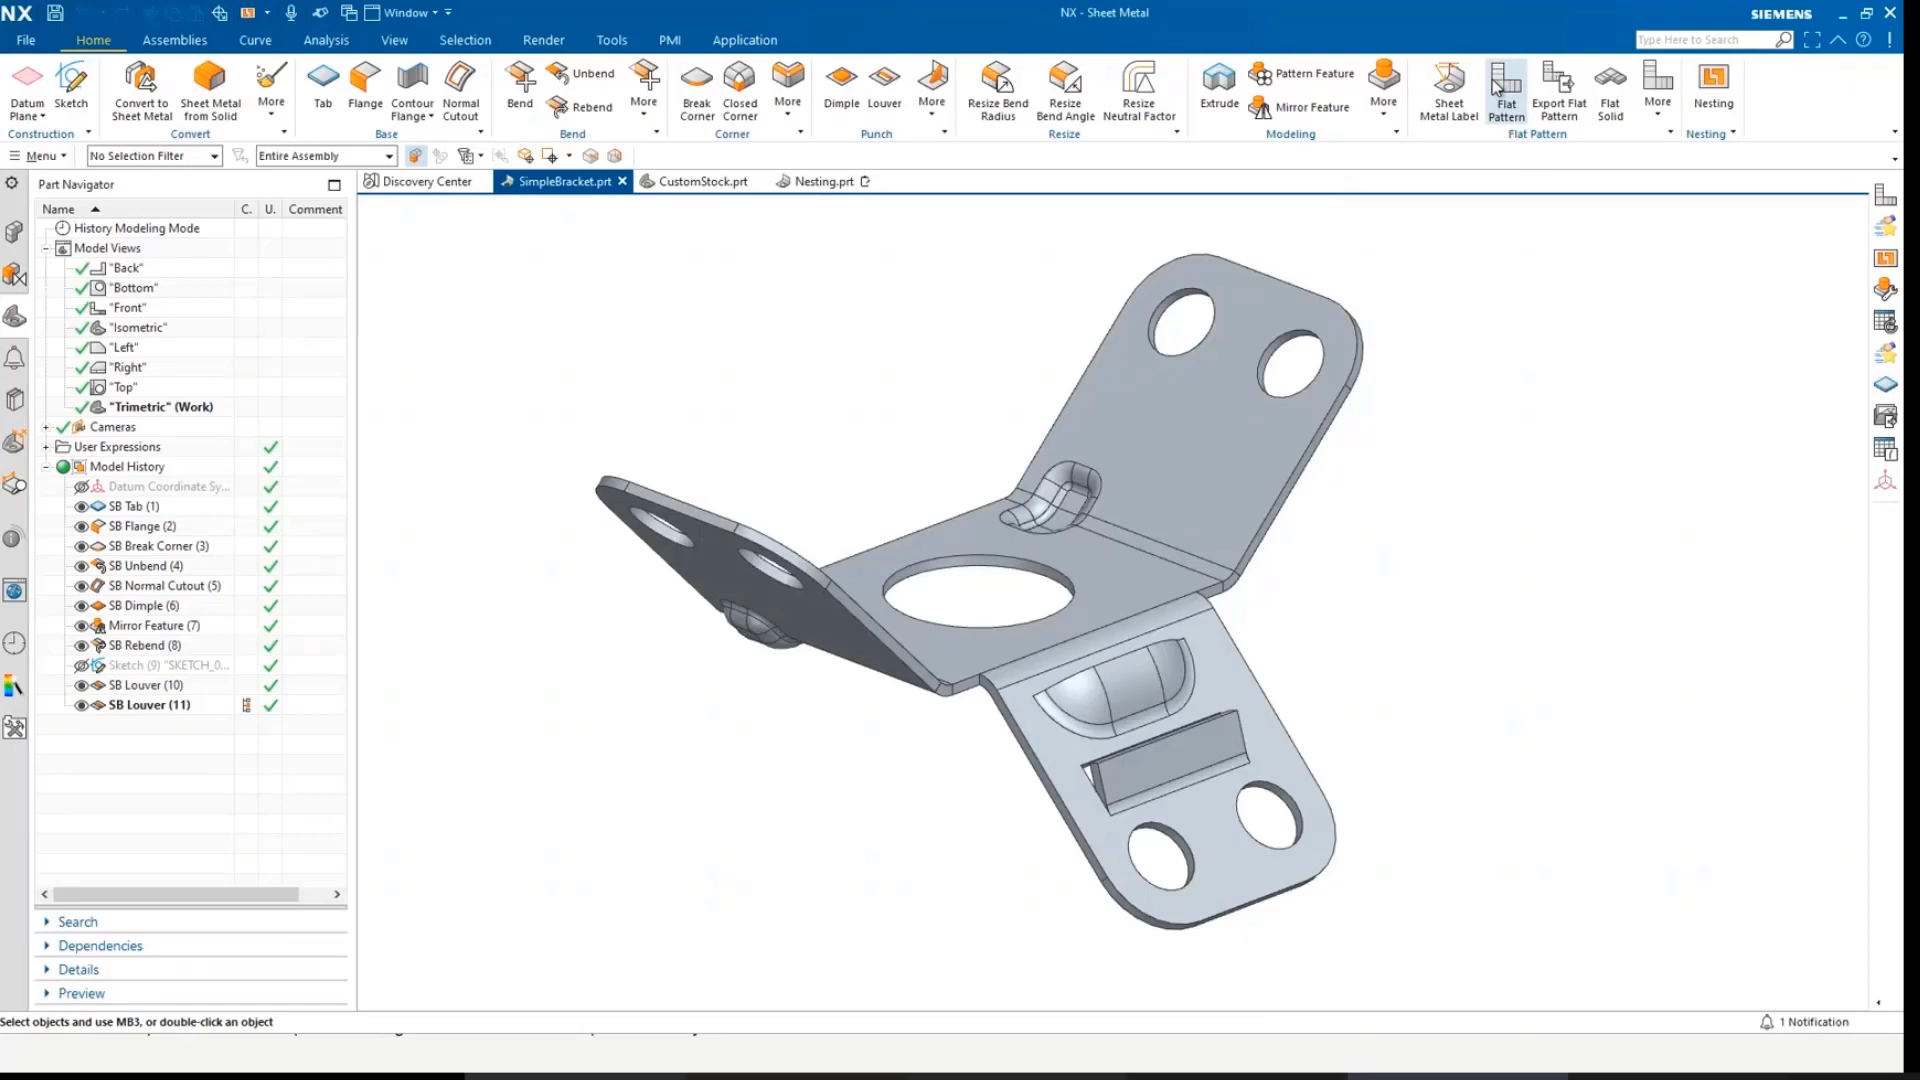 NX
Window
NX - Sheet Metal
SIEMENS
File
Home
Assemblies
Curve
Analysis
View
Selection
Render
Tools
PMI
Application
Type Here to Search
Datum Plane
Sketch
Construction
Convert to Sheet Metal
Sheet Metal from Solid
More
Convert
Tab
Flange
Contour Flange
Normal Cutout
Base
Bend
Unbend
Rebend
More
Bend
Break Corner
Closed Corner
More
Corner
Dimple
Louver
More
Punch
Resize Bend Radius
Resize Bend Angle
Resize Neutral Factor
Resize
Extrude
Pattern Feature
Mirror Feature
More
Modeling
Sheet Metal Label
Flat Pattern
Export Flat Pattern
Flat Solid
More
Flat Pattern
Nesting
Nesting
Menu
No Selection Filter
Entire Assembly
Part Navigator
Discovery Center
SimpleBracket.prt
CustomStock.prt
Nesting.prt
Name
C.
U.
Comment
History Modeling Mode
Model Views
"Back"
"Bottom"
"Front"
"Isometric"
"Left"
"Right"
"Top"
"Trimetric" (Work)
Cameras
User Expressions
Model History
Datum Coordinate Sy...
SB Tab (1)
SB Flange (2)
SB Break Corner (3)
SB Unbend (4)
SB Normal Cutout (5)
SB Dimple (6)
Mirror Feature (7)
SB Rebend (8)
Sketch (9) "SKETCH_0...
SB Louver (10)
SB Louver (11)
Search
Dependencies
Details
Preview
Select objects and use MB3, or double-click an object
1 Notification